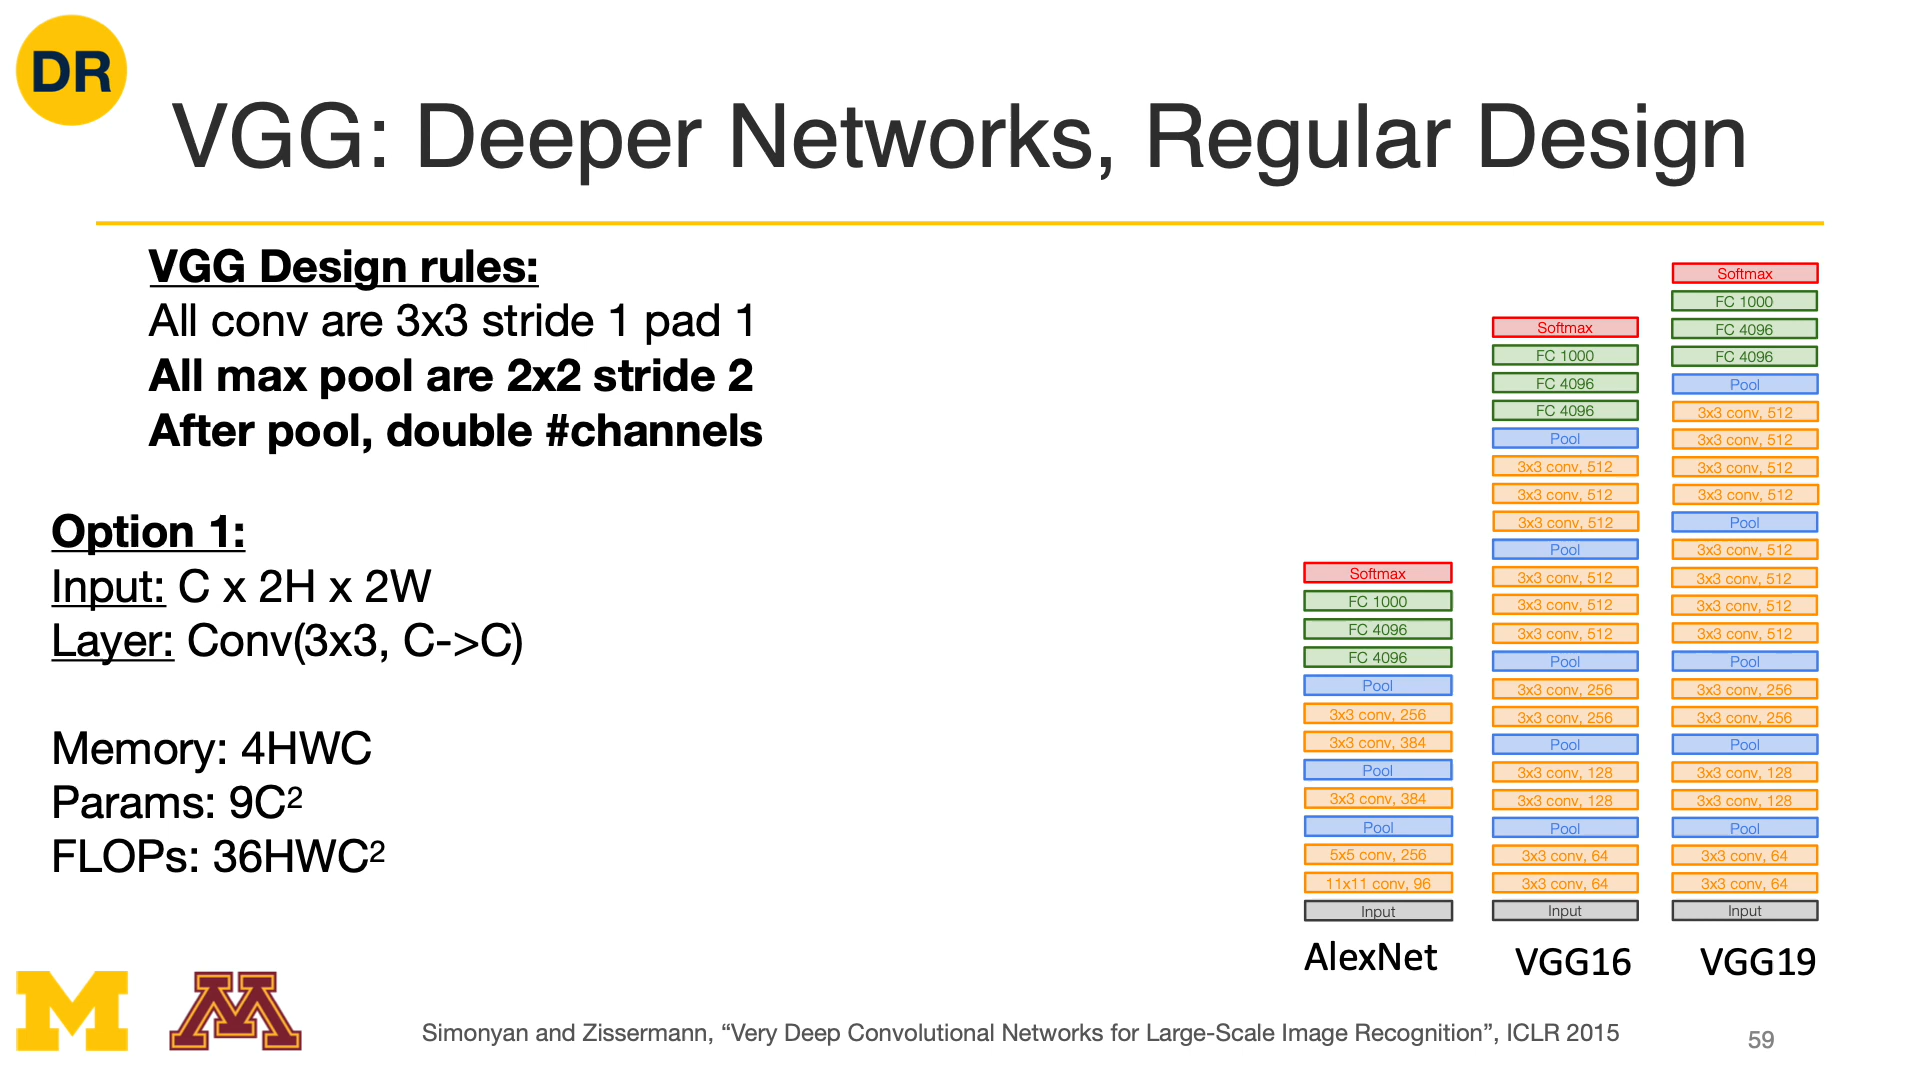 DR
VGG: Deeper Networks, Regular Design
VGG Design rules:
All conv are 3x3 stride 1 pad 1
All max pool are 2x2 stride 2
After pool, double #channels
Option 1:
Input: C x 2H x 2W
Layer: Conv(3x3, C->C)
Memory: 4HWC
Params: 9C²
FLOPs: 36HWC²
Softmax
FC 1000
FC 4096
FC 4096
Pool
3x3 conv, 256
3x3 conv, 384
Pool
3x3 conv, 384
Pool
5x5 conv, 256
11x11 conv, 96
Input
AlexNet
Softmax
FC 1000
FC 4096
FC 4096
Pool
3x3 conv, 512
3x3 conv, 512
3x3 conv, 512
Pool
3x3 conv, 512
3x3 conv, 512
3x3 conv, 512
Pool
3x3 conv, 256
3x3 conv, 256
Pool
3x3 conv, 128
3x3 conv, 128
Pool
3x3 conv, 64
3x3 conv, 64
Input
VGG16
Softmax
FC 1000
FC 4096
FC 4096
Pool
3x3 conv, 512
3x3 conv, 512
3x3 conv, 512
3x3 conv, 512
Pool
3x3 conv, 512
3x3 conv, 512
3x3 conv, 512
3x3 conv, 512
Pool
3x3 conv, 256
3x3 conv, 256
Pool
3x3 conv, 128
3x3 conv, 128
Pool
3x3 conv, 64
3x3 conv, 64
Input
VGG19
M
M
Simonyan and Zissermann, “Very Deep Convolutional Networks for Large-Scale Image Recognition”, ICLR 2015
59